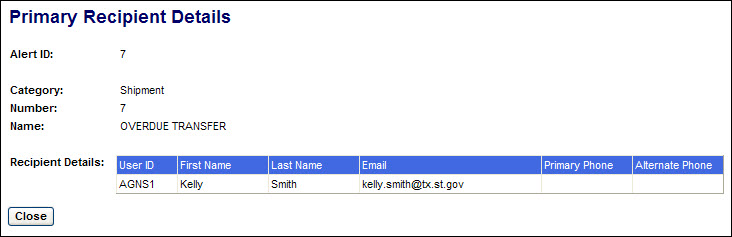 Primary Recipient Details
Alert ID: 7
Category: Shipment
Number: 7
Name: OVERDUE TRANSFER
Recipient Details: User ID First Name Last Name Email Primary Phone Alternate Phone
AGNS1 Kelly Smith kelly.smith@tx.st.gov
Close